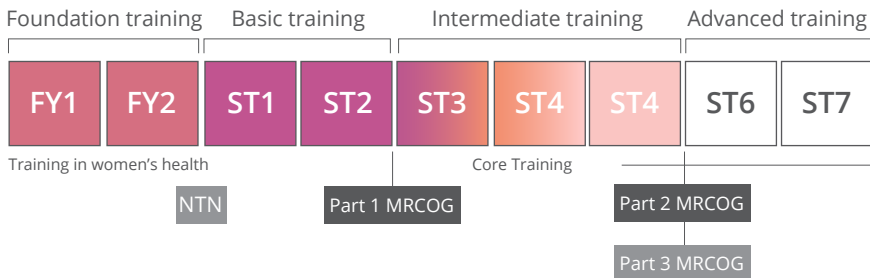 Foundation training Basic training Intermediate training Advanced training
FY1 FY2 ST1 ST2 ST3 ST4 ST4 ST6 ST7
Training in women's health Core Training
NTN Part 1 MRCOG Part 2 MRCOG
Part 3 MRCOG